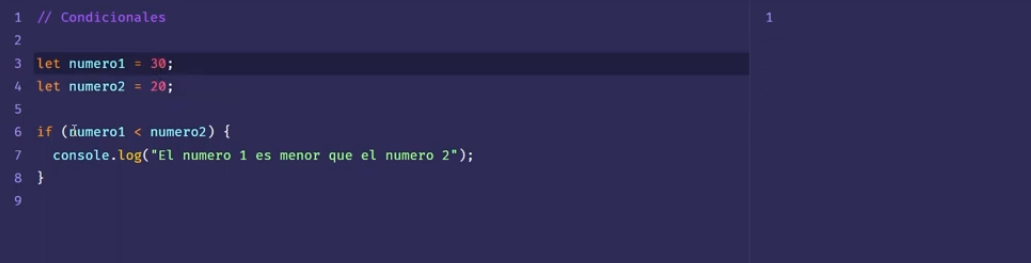 1 // Condicionales
2
3 let numero1 = 30;
4 let numero2 = 20;
5
6 if (numero1 < numero2) {
7   console.log("El numero 1 es menor que el numero 2");
8 }
9
1